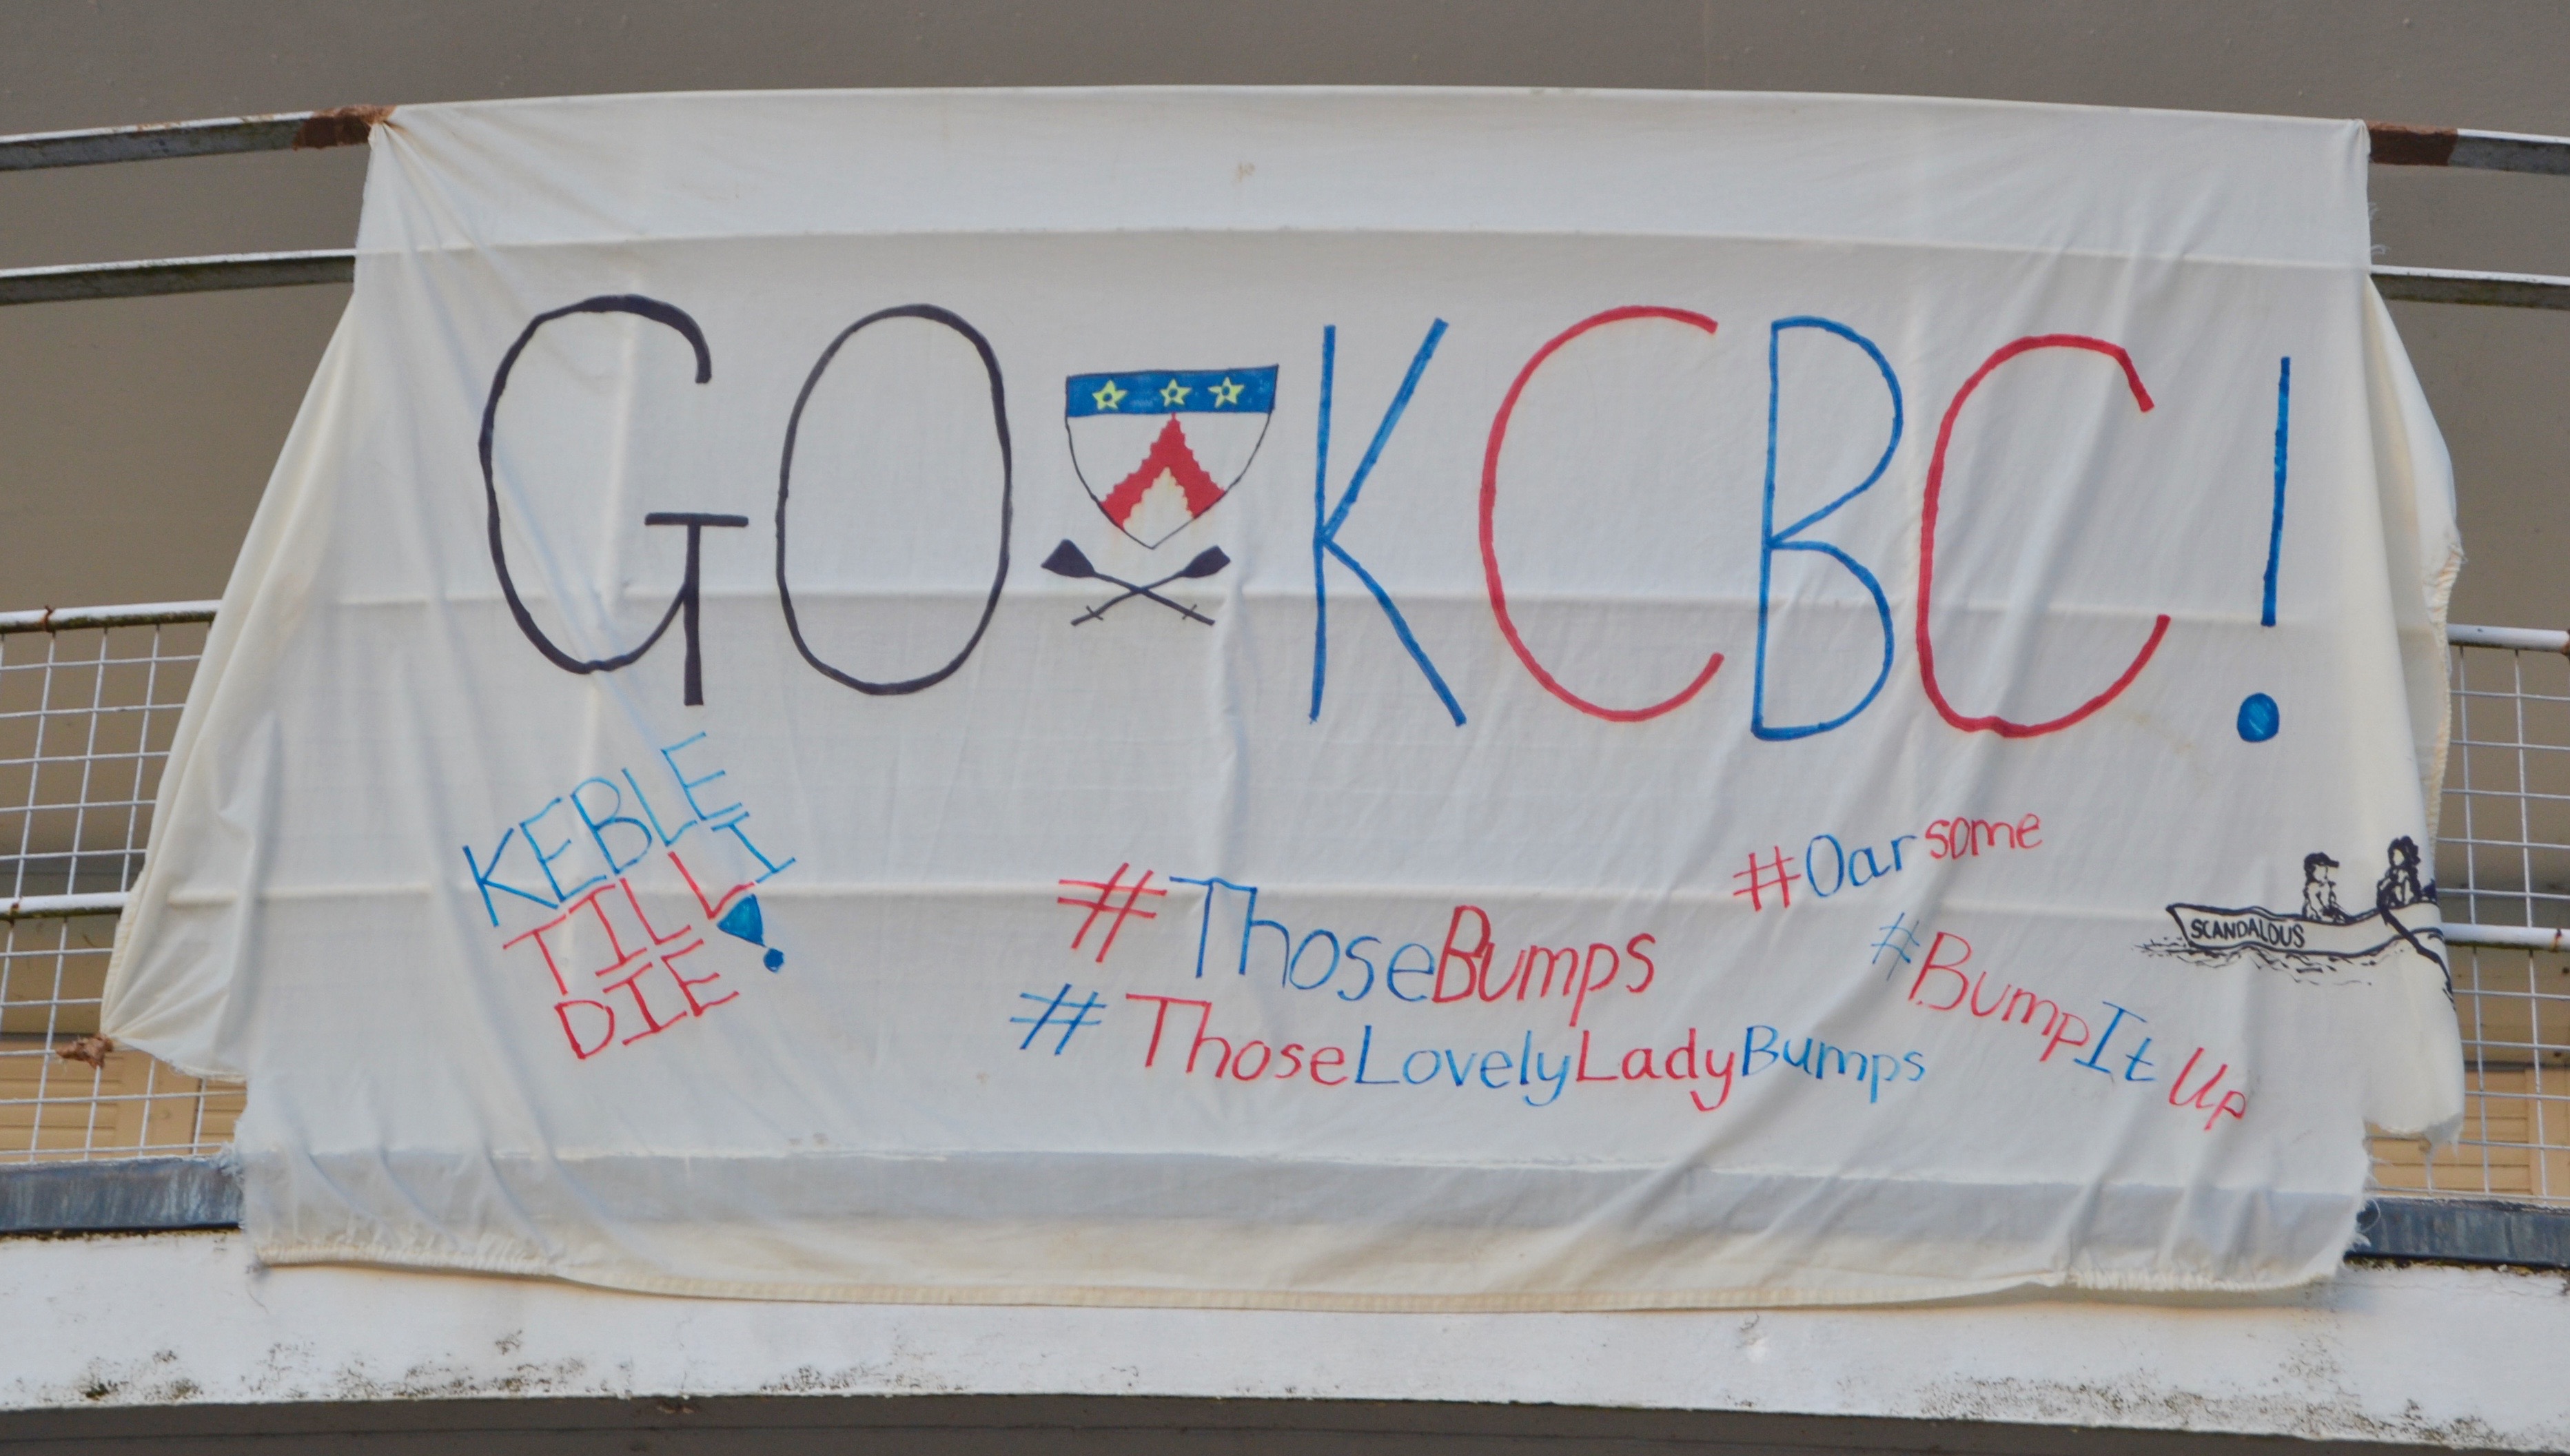 GO KCBC!
KEBLE
TILL I
DIE!
#Oarsome
#ThoseBumps
#BumpItUp
#ThoseLovelyLadyBumps
SCANDALOUS